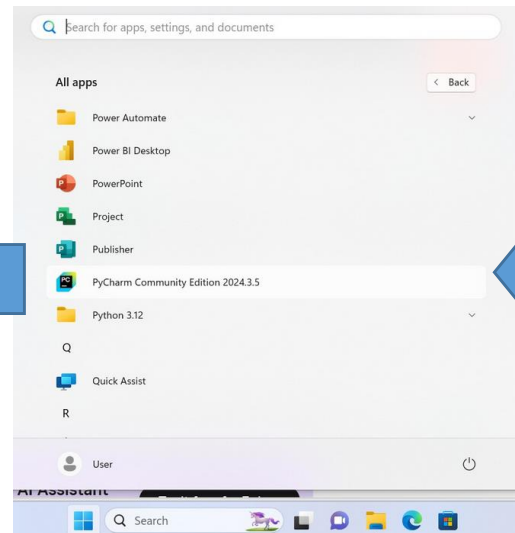 Search for apps, settings, and documents
All apps
Back
Power Automate
Power BI Desktop
PowerPoint
Project
Publisher
PyCharm Community Edition 2024.3.5
Python 3.12
Q
Quick Assist
R
User
AI Assistant
Search